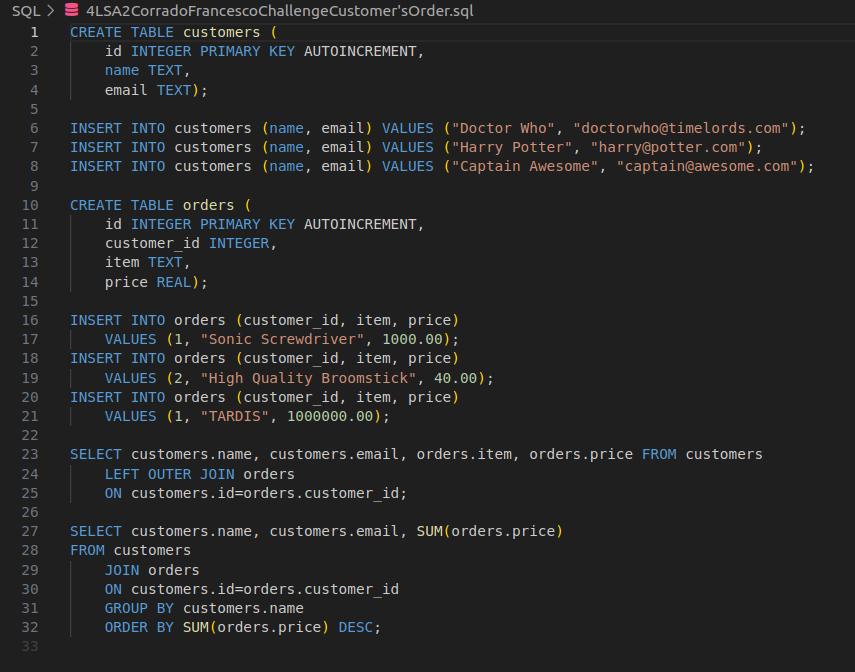 SQL > 4LSA2CorradoFrancescoChallengeCustomer'sOrder.sql
1 CREATE TABLE customers (
2     id INTEGER PRIMARY KEY AUTOINCREMENT,
3     name TEXT,
4     email TEXT);
5
6 INSERT INTO customers (name, email) VALUES ("Doctor Who", "doctorwho@timelords.com");
7 INSERT INTO customers (name, email) VALUES ("Harry Potter", "harry@potter.com");
8 INSERT INTO customers (name, email) VALUES ("Captain Awesome", "captain@awesome.com");
9
10 CREATE TABLE orders (
11     id INTEGER PRIMARY KEY AUTOINCREMENT,
12     customer_id INTEGER,
13     item TEXT,
14     price REAL);
15
16 INSERT INTO orders (customer_id, item, price)
17     VALUES (1, "Sonic Screwdriver", 1000.00);
18 INSERT INTO orders (customer_id, item, price)
19     VALUES (2, "High Quality Broomstick", 40.00);
20 INSERT INTO orders (customer_id, item, price)
21     VALUES (1, "TARDIS", 1000000.00);
22
23 SELECT customers.name, customers.email, orders.item, orders.price FROM customers
24     LEFT OUTER JOIN orders
25     ON customers.id=orders.customer_id;
26
27 SELECT customers.name, customers.email, SUM(orders.price)
28 FROM customers
29     JOIN orders
30     ON customers.id=orders.customer_id
31     GROUP BY customers.name
32     ORDER BY SUM(orders.price) DESC;
33